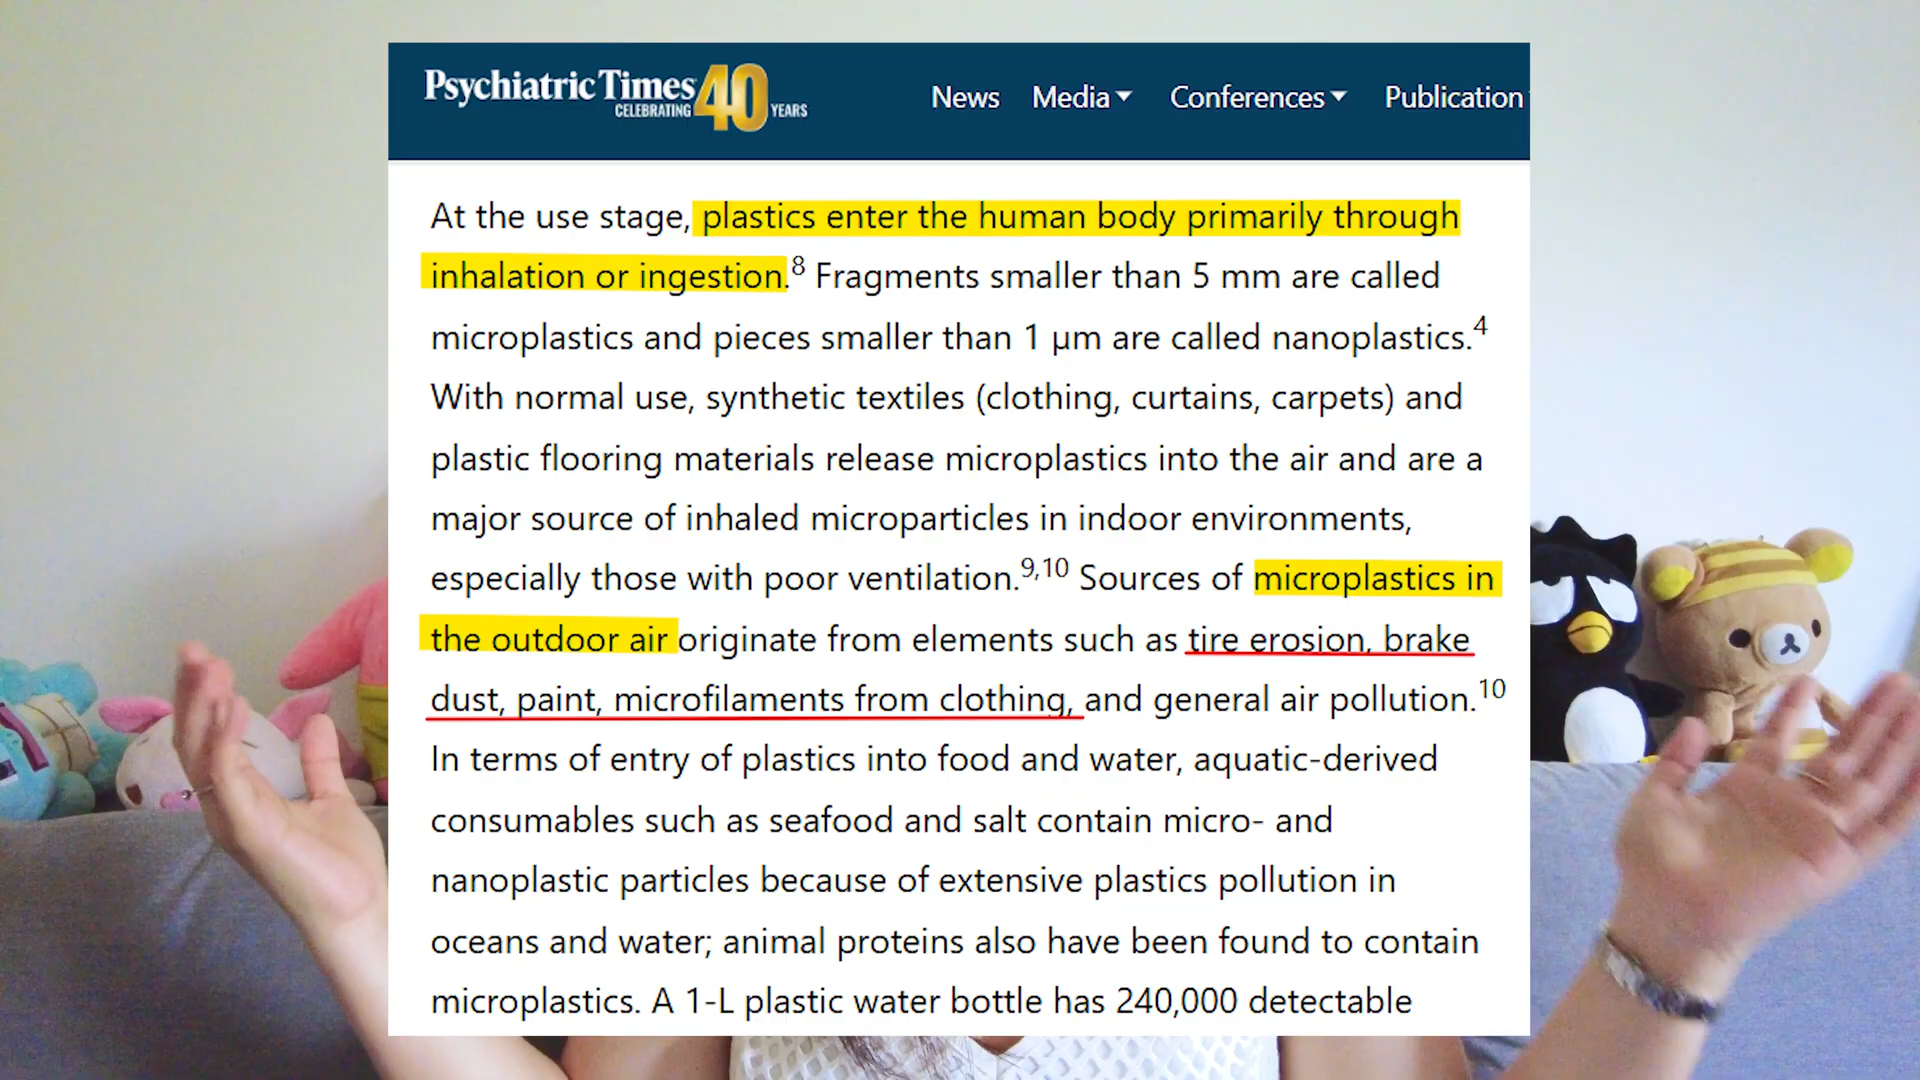 Psychiatric Times
CELEBRATING 40 YEARS
News Media Conferences Publication
At the use stage, plastics enter the human body primarily through
inhalation or ingestion.8 Fragments smaller than 5 mm are called
microplastics and pieces smaller than 1 µm are called nanoplastics.4
With normal use, synthetic textiles (clothing, curtains, carpets) and
plastic flooring materials release microplastics into the air and are a
major source of inhaled microparticles in indoor environments,
especially those with poor ventilation.9,10 Sources of microplastics in
the outdoor air originate from elements such as tire erosion, brake
dust, paint, microfilaments from clothing, and general air pollution.10
In terms of entry of plastics into food and water, aquatic-derived
consumables such as seafood and salt contain micro- and
nanoplastic particles because of extensive plastics pollution in
oceans and water; animal proteins also have been found to contain
microplastics. A 1-L plastic water bottle has 240,000 detectable